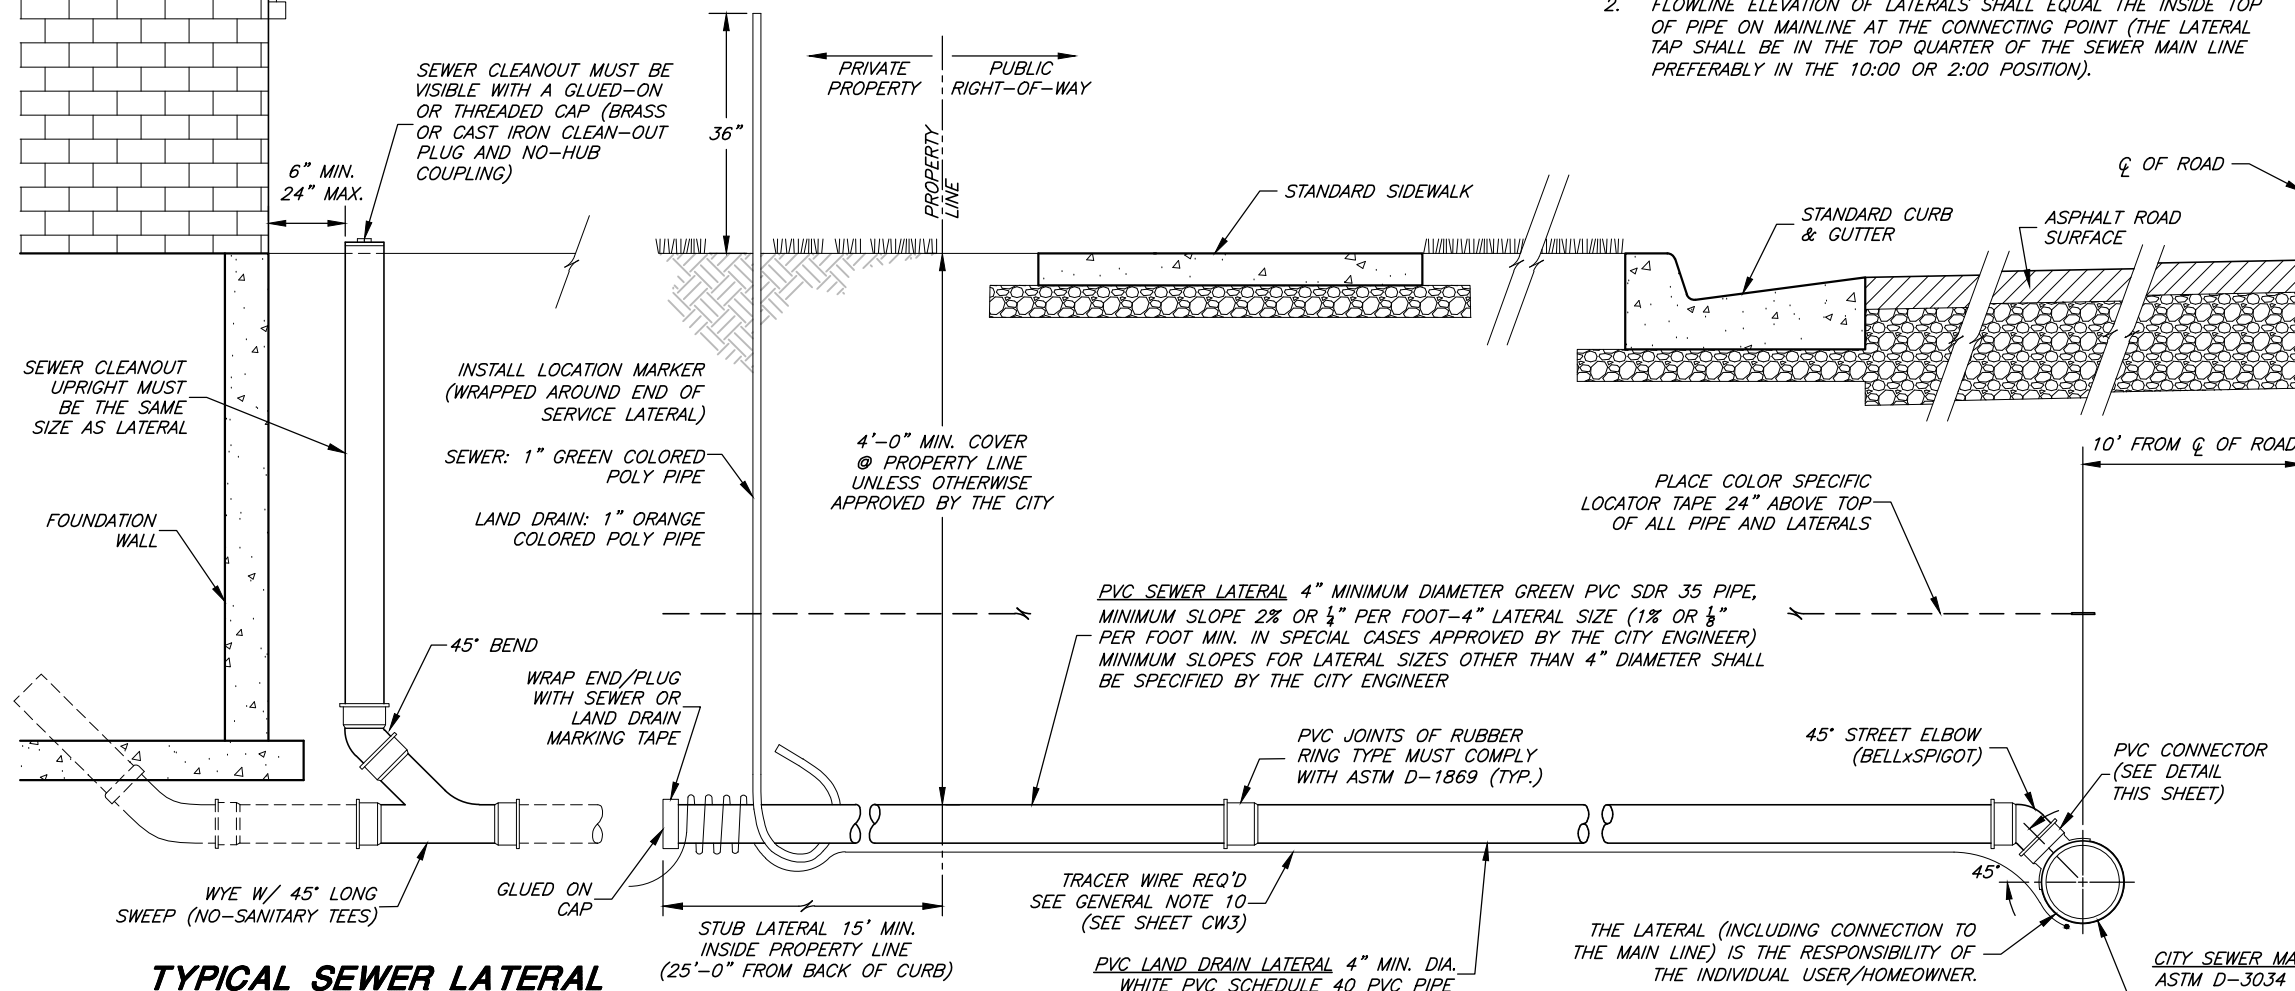 2. FLOWLINE ELEVATION OF LATERALS SHALL EQUAL THE INSIDE TOP
OF PIPE ON MAINLINE AT THE CONNECTING POINT (THE LATERAL
TAP SHALL BE IN THE TOP QUARTER OF THE SEWER MAIN LINE
PREFERABLY IN THE 10:00 OR 2:00 POSITION).
SEWER CLEANOUT MUST BE
VISIBLE WITH A GLUED-ON
OR THREADED CAP (BRASS
OR CAST IRON CLEAN-OUT
PLUG AND NO-HUB
COUPLING)
6" MIN.
24" MAX.
36"
PRIVATE
PROPERTY
PUBLIC
RIGHT-OF-WAY
PROPERTY
LINE
STANDARD SIDEWALK
STANDARD CURB
& GUTTER
ASPHALT ROAD
SURFACE
℄ OF ROAD
SEWER CLEANOUT
UPRIGHT MUST
BE THE SAME
SIZE AS LATERAL
FOUNDATION
WALL
INSTALL LOCATION MARKER
(WRAPPED AROUND END OF
SERVICE LATERAL)
SEWER: 1" GREEN COLORED
POLY PIPE
LAND DRAIN: 1" ORANGE
COLORED POLY PIPE
4'-0" MIN. COVER
@ PROPERTY LINE
UNLESS OTHERWISE
APPROVED BY THE CITY
10' FROM ℄ OF ROAD
PLACE COLOR SPECIFIC
LOCATOR TAPE 24" ABOVE TOP
OF ALL PIPE AND LATERALS
PVC SEWER LATERAL 4" MINIMUM DIAMETER GREEN PVC SDR 35 PIPE,
MINIMUM SLOPE 2% OR 1/4" PER FOOT-4" LATERAL SIZE (1% OR 1/8"
PER FOOT MIN. IN SPECIAL CASES APPROVED BY THE CITY ENGINEER)
MINIMUM SLOPES FOR LATERAL SIZES OTHER THAN 4" DIAMETER SHALL
BE SPECIFIED BY THE CITY ENGINEER
45° BEND
WRAP END/PLUG
WITH SEWER OR
LAND DRAIN
MARKING TAPE
PVC JOINTS OF RUBBER
RING TYPE MUST COMPLY
WITH ASTM D-1869 (TYP.)
45° STREET ELBOW
(BELLxSPIGOT)
PVC CONNECTOR
(SEE DETAIL
THIS SHEET)
45°
WYE W/ 45° LONG
SWEEP (NO-SANITARY TEES)
GLUED ON
CAP
STUB LATERAL 15' MIN.
INSIDE PROPERTY LINE
(25'-0" FROM BACK OF CURB)
TRACER WIRE REQ'D
SEE GENERAL NOTE 10
(SEE SHEET CW3)
PVC LAND DRAIN LATERAL 4" MIN. DIA.
WHITE PVC SCHEDULE 40 PVC PIPE
THE LATERAL (INCLUDING CONNECTION TO
THE MAIN LINE) IS THE RESPONSIBILITY OF
THE INDIVIDUAL USER/HOMEOWNER.
CITY SEWER MA
ASTM D-3034
TYPICAL SEWER LATERAL